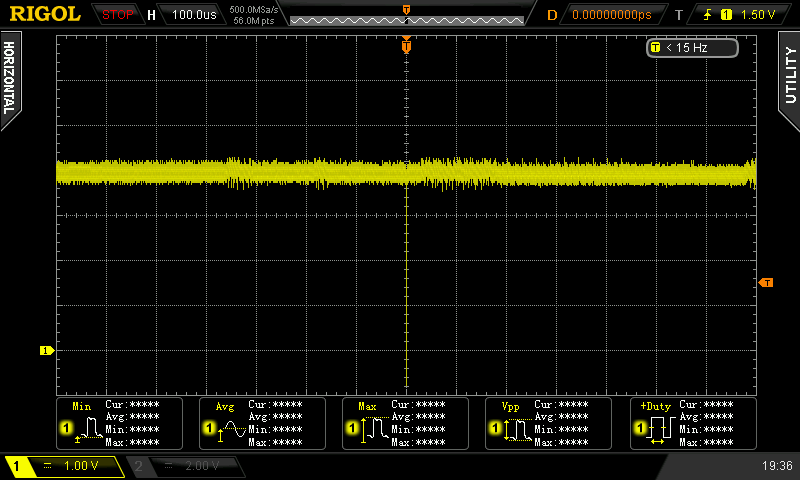 RIGOL STOP H 100.0us 500.0MSa/s 56.0M pts D 0.00000000ps T 1 1.50 V
T
HORIZONTAL
T < 15 Hz
UTILITY
T
1
Min Cur:***** Avg:***** Min:***** Max:*****
1
Avg Cur:***** Avg:***** Min:***** Max:*****
1
Max Cur:***** Avg:***** Min:***** Max:*****
1
Vpp Cur:***** Avg:***** Min:***** Max:*****
1
+Duty Cur:***** Avg:***** Min:***** Max:*****
1
1 1.00 V 2 2.00 V 19:36